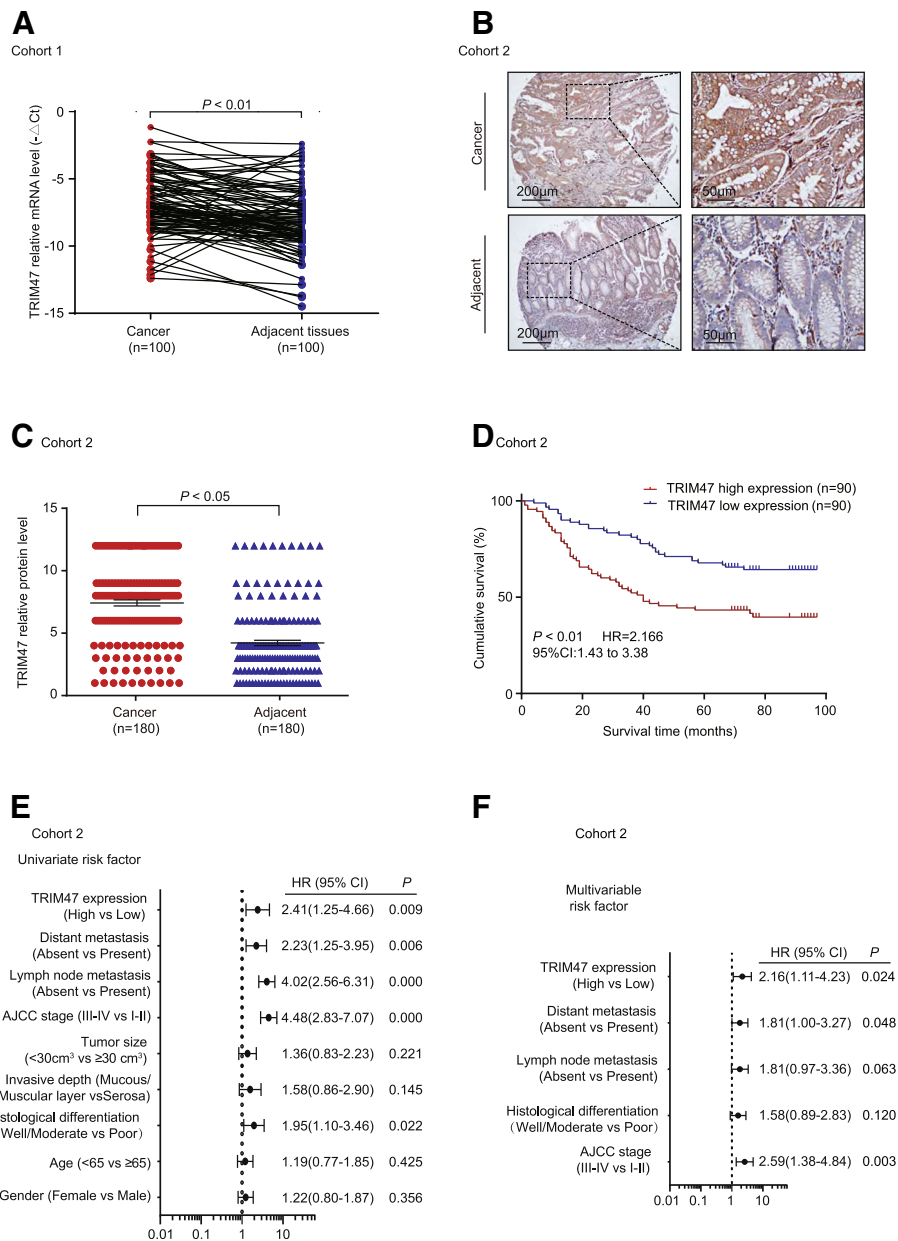 A
Cohort 1
P < 0.01
TRIM47 relative mRNA level (-△Ct)
0
-5
-10
-15
Cancer
(n=100)
Adjacent tissues
(n=100)
B
Cohort 2
Cancer
200µm
50µm
Adjacent
200µm
50µm
C
Cohort 2
P < 0.05
TRIM47 relative protein level
15
10
5
0
Cancer
(n=180)
Adjacent
(n=180)
D
Cohort 2
TRIM47 high expression (n=90)
TRIM47 low expression (n=90)
Cumulative survival (%)
100
50
0
P < 0.01 HR=2.166
95%CI:1.43 to 3.38
0 20 40 60 80 100
Survival time (months)
E
Cohort 2
Univariate risk factor
HR (95% CI) P
TRIM47 expression
(High vs Low) 2.41(1.25-4.66) 0.009
Distant metastasis
(Absent vs Present) 2.23(1.25-3.95) 0.006
Lymph node metastasis
(Absent vs Present) 4.02(2.56-6.31) 0.000
AJCC stage (III-IV vs I-II) 4.48(2.83-7.07) 0.000
Tumor size
(<30cm³ vs ≥30 cm³) 1.36(0.83-2.23) 0.221
Invasive depth (Mucous/
Muscular layer vsSerosa) 1.58(0.86-2.90) 0.145
stological differentiation
Well/Moderate vs Poor) 1.95(1.10-3.46) 0.022
Age (<65 vs ≥65) 1.19(0.77-1.85) 0.425
Gender (Female vs Male) 1.22(0.80-1.87) 0.356
0.01 0.1 1 10
F
Cohort 2
Multivariable
risk factor
HR (95% CI) P
TRIM47 expression
(High vs Low) 2.16(1.11-4.23) 0.024
Distant metastasis
(Absent vs Present) 1.81(1.00-3.27) 0.048
Lymph node metastasis
(Absent vs Present) 1.81(0.97-3.36) 0.063
Histological differentiation
(Well/Moderate vs Poor) 1.58(0.89-2.83) 0.120
AJCC stage
(III-IV vs I-II) 2.59(1.38-4.84) 0.003
0.01 0.1 1 10